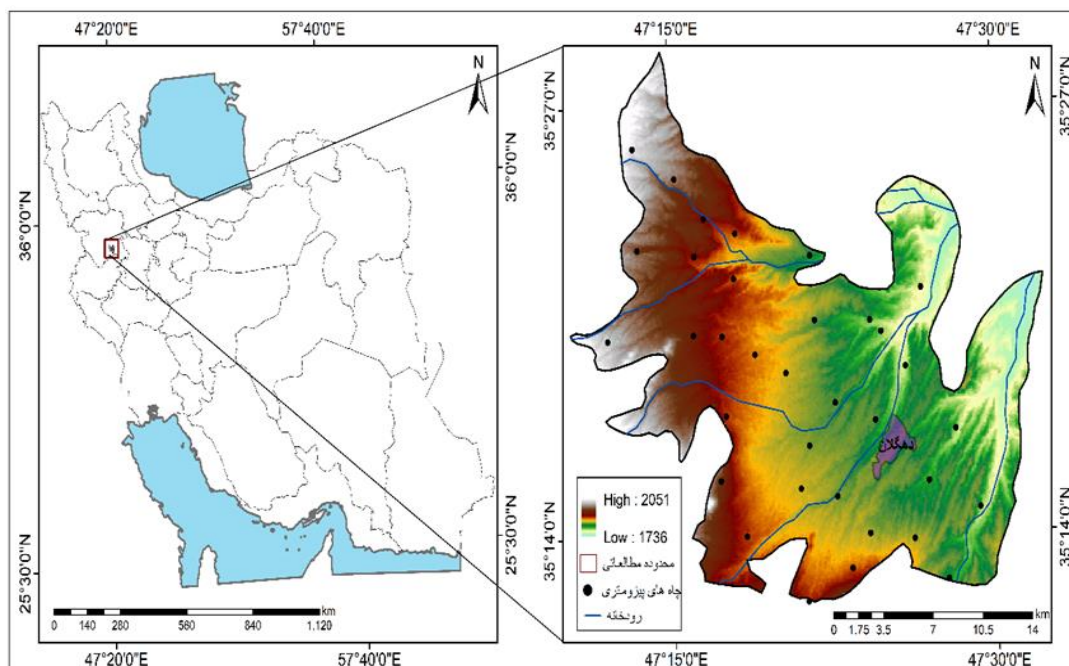 47°20'0"E 57°40'0"E
N
36°0'0"N
36°0'0"N
25°30'0"N
25°30'0"N
km
0 140 280 560 840 1.120
47°20'0"E 57°40'0"E
47°15'0"E 47°30'0"E
N
35°27'0"N
35°27'0"N
دهگلان
High : 2051
Low : 1736
محدوده مطالعاتی
چاه های پیزومتری
رودخانه
35°14'0"N
35°14'0"N
km
0 1.75 3.5 7 10.5 14
47°15'0"E 47°30'0"E